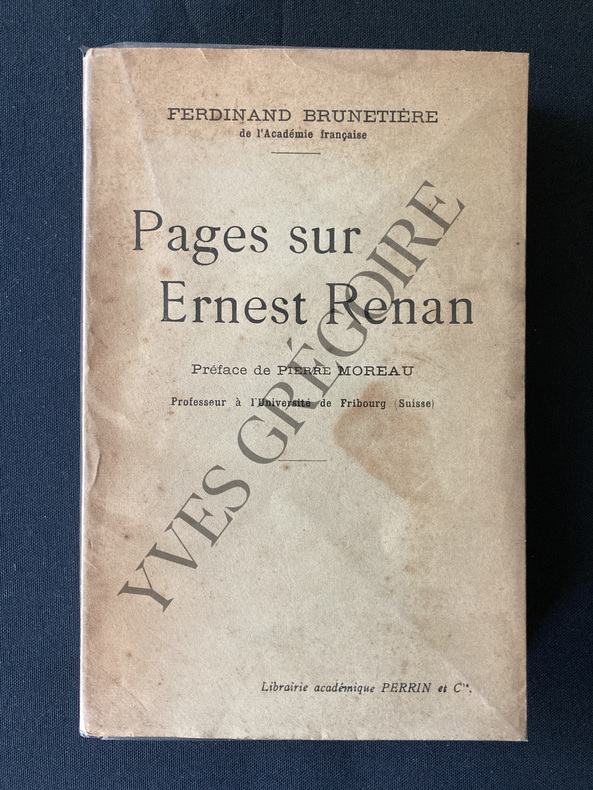 FERDINAND BRUNETIÈRE
de l'Académie française
Pages sur
Ernest Renan
Préface de PIERRE MOREAU
Professeur à l'Université de Fribourg (Suisse)
YVES GRÉGOIRE
Librairie académique PERRIN et Cie.